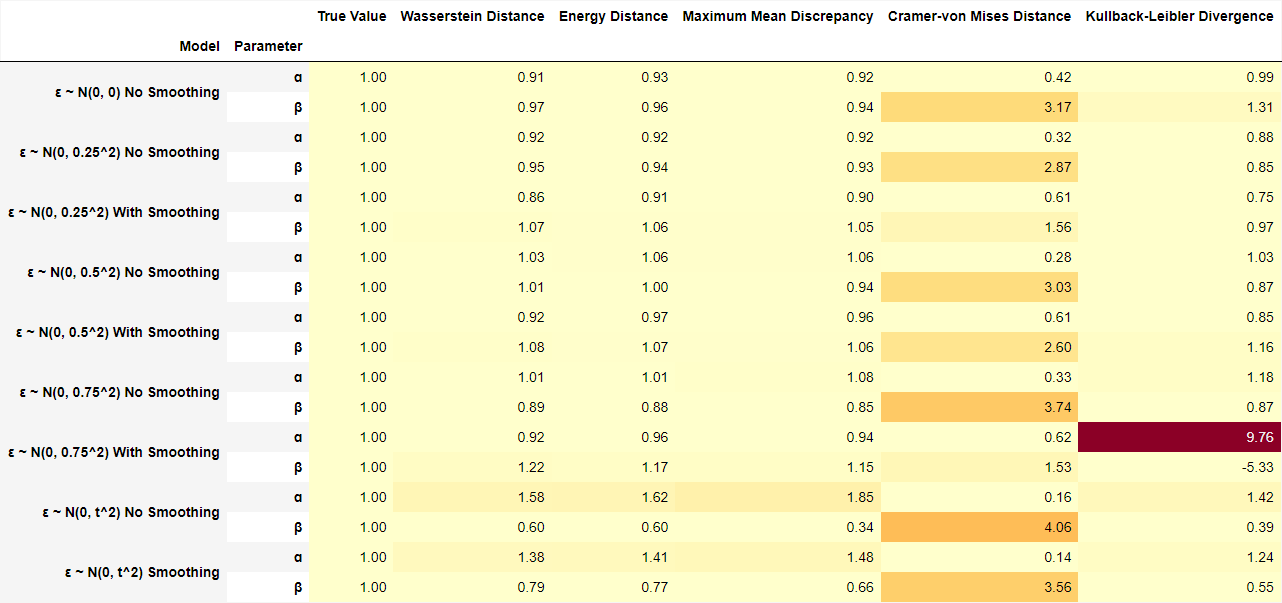 True Value Wasserstein Distance Energy Distance Maximum Mean Discrepancy Cramer-von Mises Distance Kullback-Leibler Divergence
Model Parameter
ε ~ N(0, 0) No Smoothing α 1.00 0.91 0.93 0.92 0.42 0.99
β 1.00 0.97 0.96 0.94 3.17 1.31
ε ~ N(0, 0.25^2) No Smoothing α 1.00 0.92 0.92 0.92 0.32 0.88
β 1.00 0.95 0.94 0.93 2.87 0.85
ε ~ N(0, 0.25^2) With Smoothing α 1.00 0.86 0.91 0.90 0.61 0.75
β 1.00 1.07 1.06 1.05 1.56 0.97
ε ~ N(0, 0.5^2) No Smoothing α 1.00 1.03 1.06 1.06 0.28 1.03
β 1.00 1.01 1.00 0.94 3.03 0.87
ε ~ N(0, 0.5^2) With Smoothing α 1.00 0.92 0.97 0.96 0.61 0.85
β 1.00 1.08 1.07 1.06 2.60 1.16
ε ~ N(0, 0.75^2) No Smoothing α 1.00 1.01 1.01 1.08 0.33 1.18
β 1.00 0.89 0.88 0.85 3.74 0.87
ε ~ N(0, 0.75^2) With Smoothing α 1.00 0.92 0.96 0.94 0.62 9.76
β 1.00 1.22 1.17 1.15 1.53 -5.33
ε ~ N(0, t^2) No Smoothing α 1.00 1.58 1.62 1.85 0.16 1.42
β 1.00 0.60 0.60 0.34 4.06 0.39
ε ~ N(0, t^2) Smoothing α 1.00 1.38 1.41 1.48 0.14 1.24
β 1.00 0.79 0.77 0.66 3.56 0.55